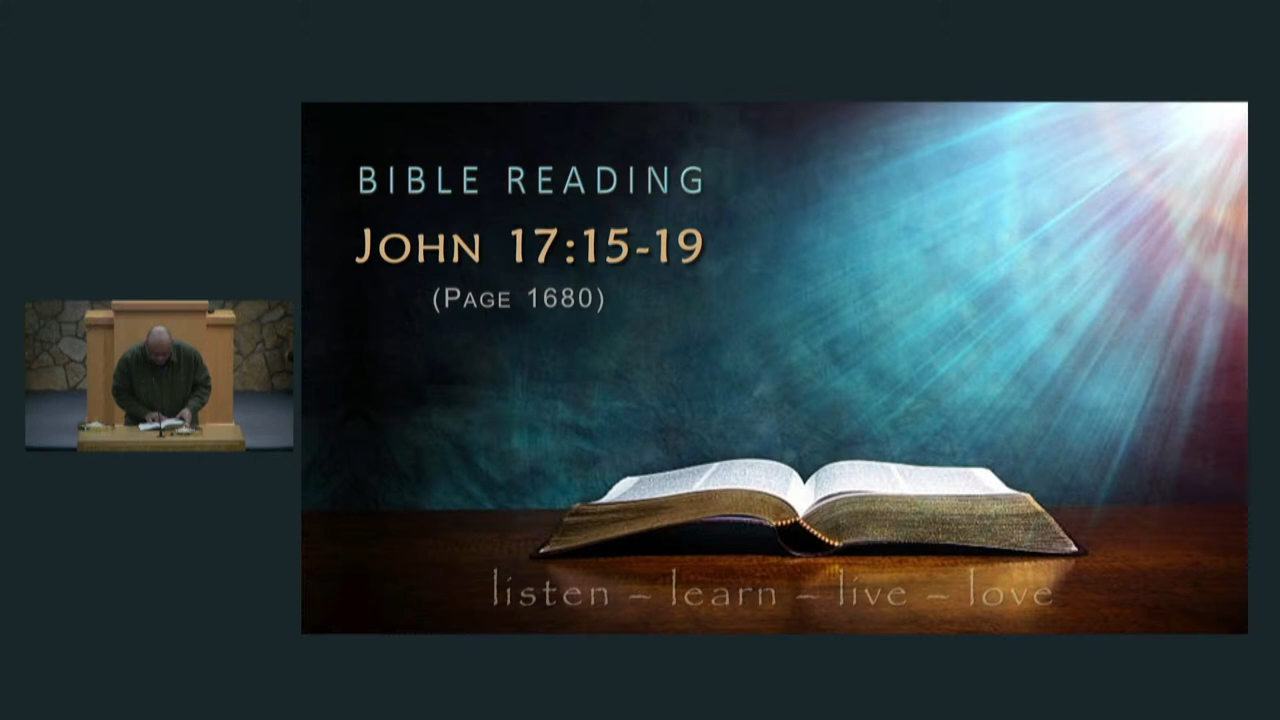 BIBLE READING
JOHN 17:15-19
(PAGE 1680)
listen – learn – live – love